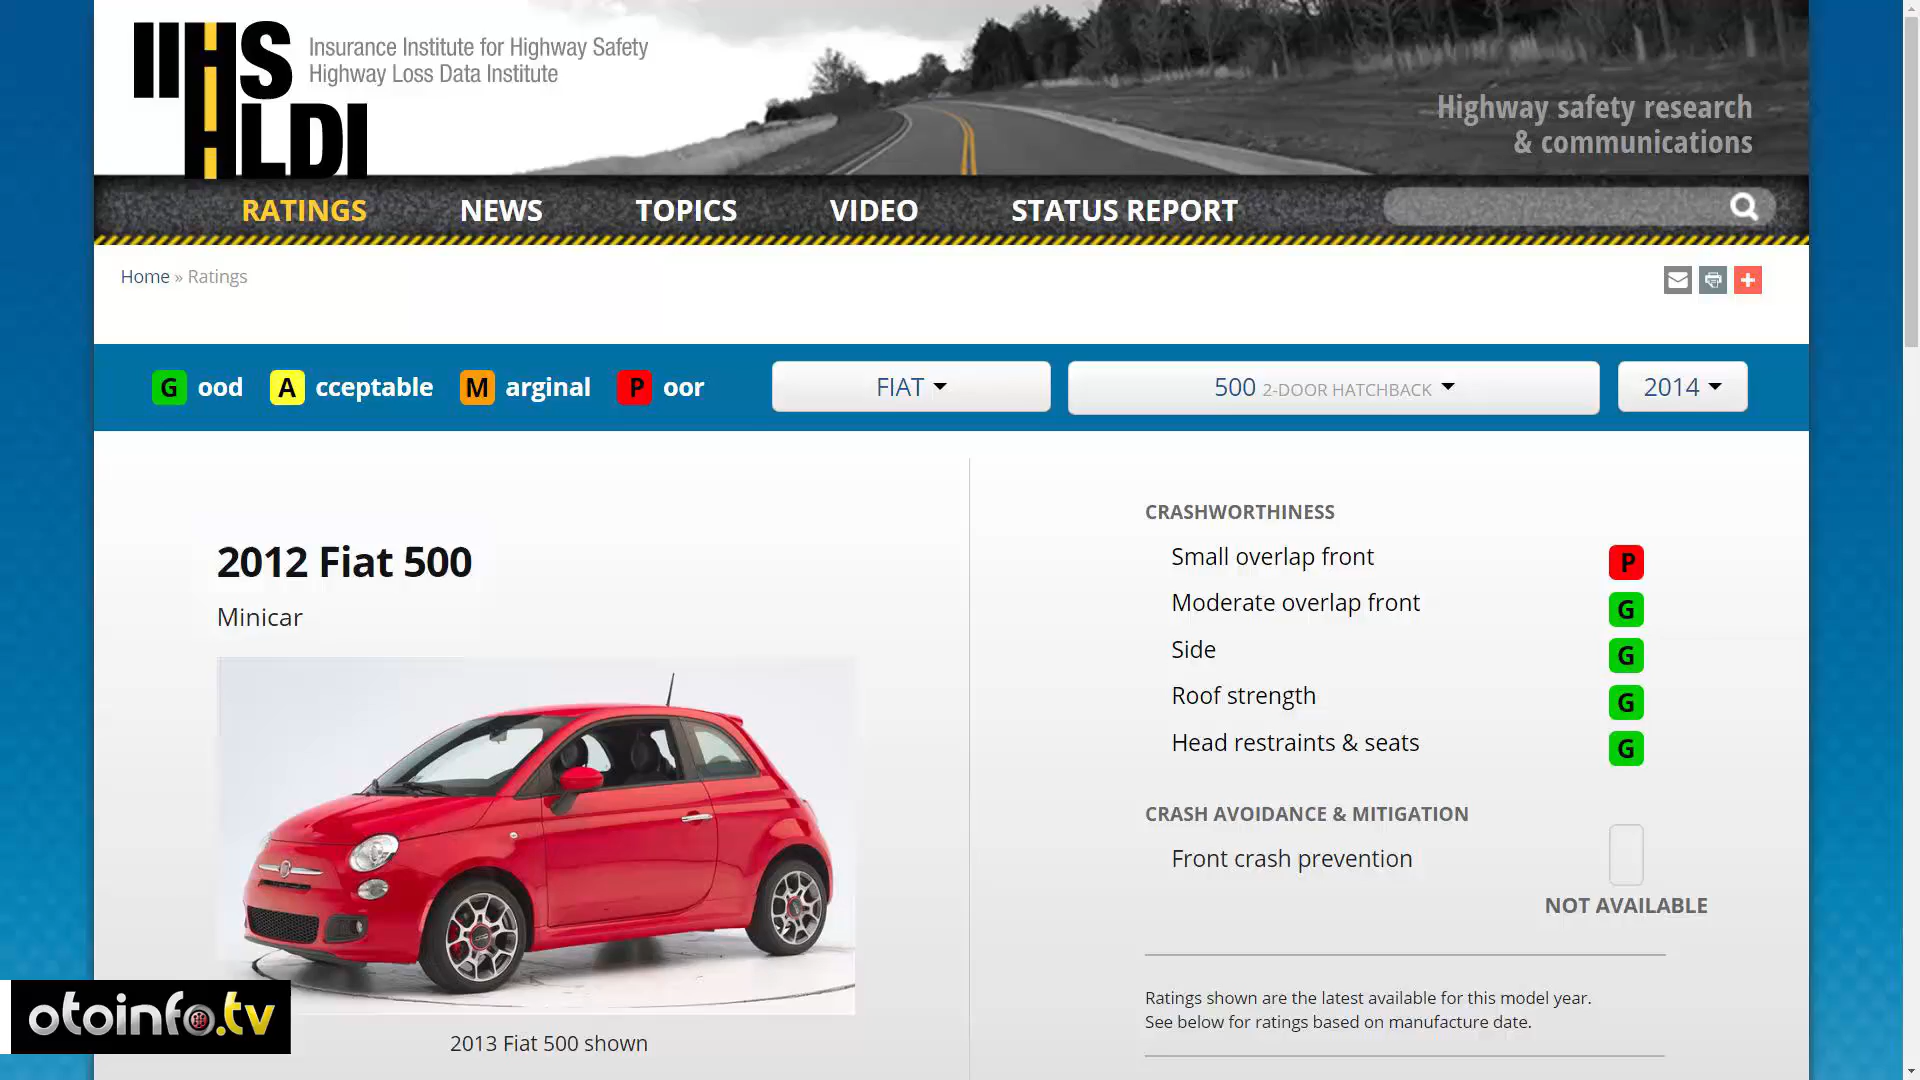 IIHS
HLDI
Insurance Institute for Highway Safety
Highway Loss Data Institute
Highway safety research
& communications
RATINGS NEWS TOPICS VIDEO STATUS REPORT
Home » Ratings
G ood A cceptable M arginal P oor FIAT 500 2-DOOR HATCHBACK 2014
2012 Fiat 500
Minicar
2013 Fiat 500 shown
CRASHWORTHINESS
Small overlap front P
Moderate overlap front G
Side G
Roof strength G
Head restraints & seats G
CRASH AVOIDANCE & MITIGATION
Front crash prevention
NOT AVAILABLE
Ratings shown are the latest available for this model year.
See below for ratings based on manufacture date.
otoinfo.tv